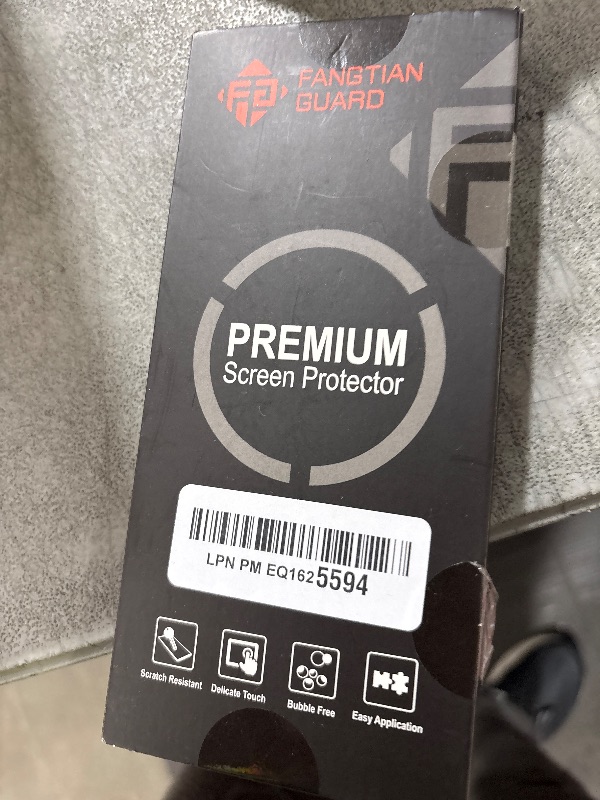 FANGTIAN
GUARD
PREMIUM
Screen Protector
LPN PM EQ1625594
Scratch Resistant
Delicate Touch
Bubble Free
Easy Application